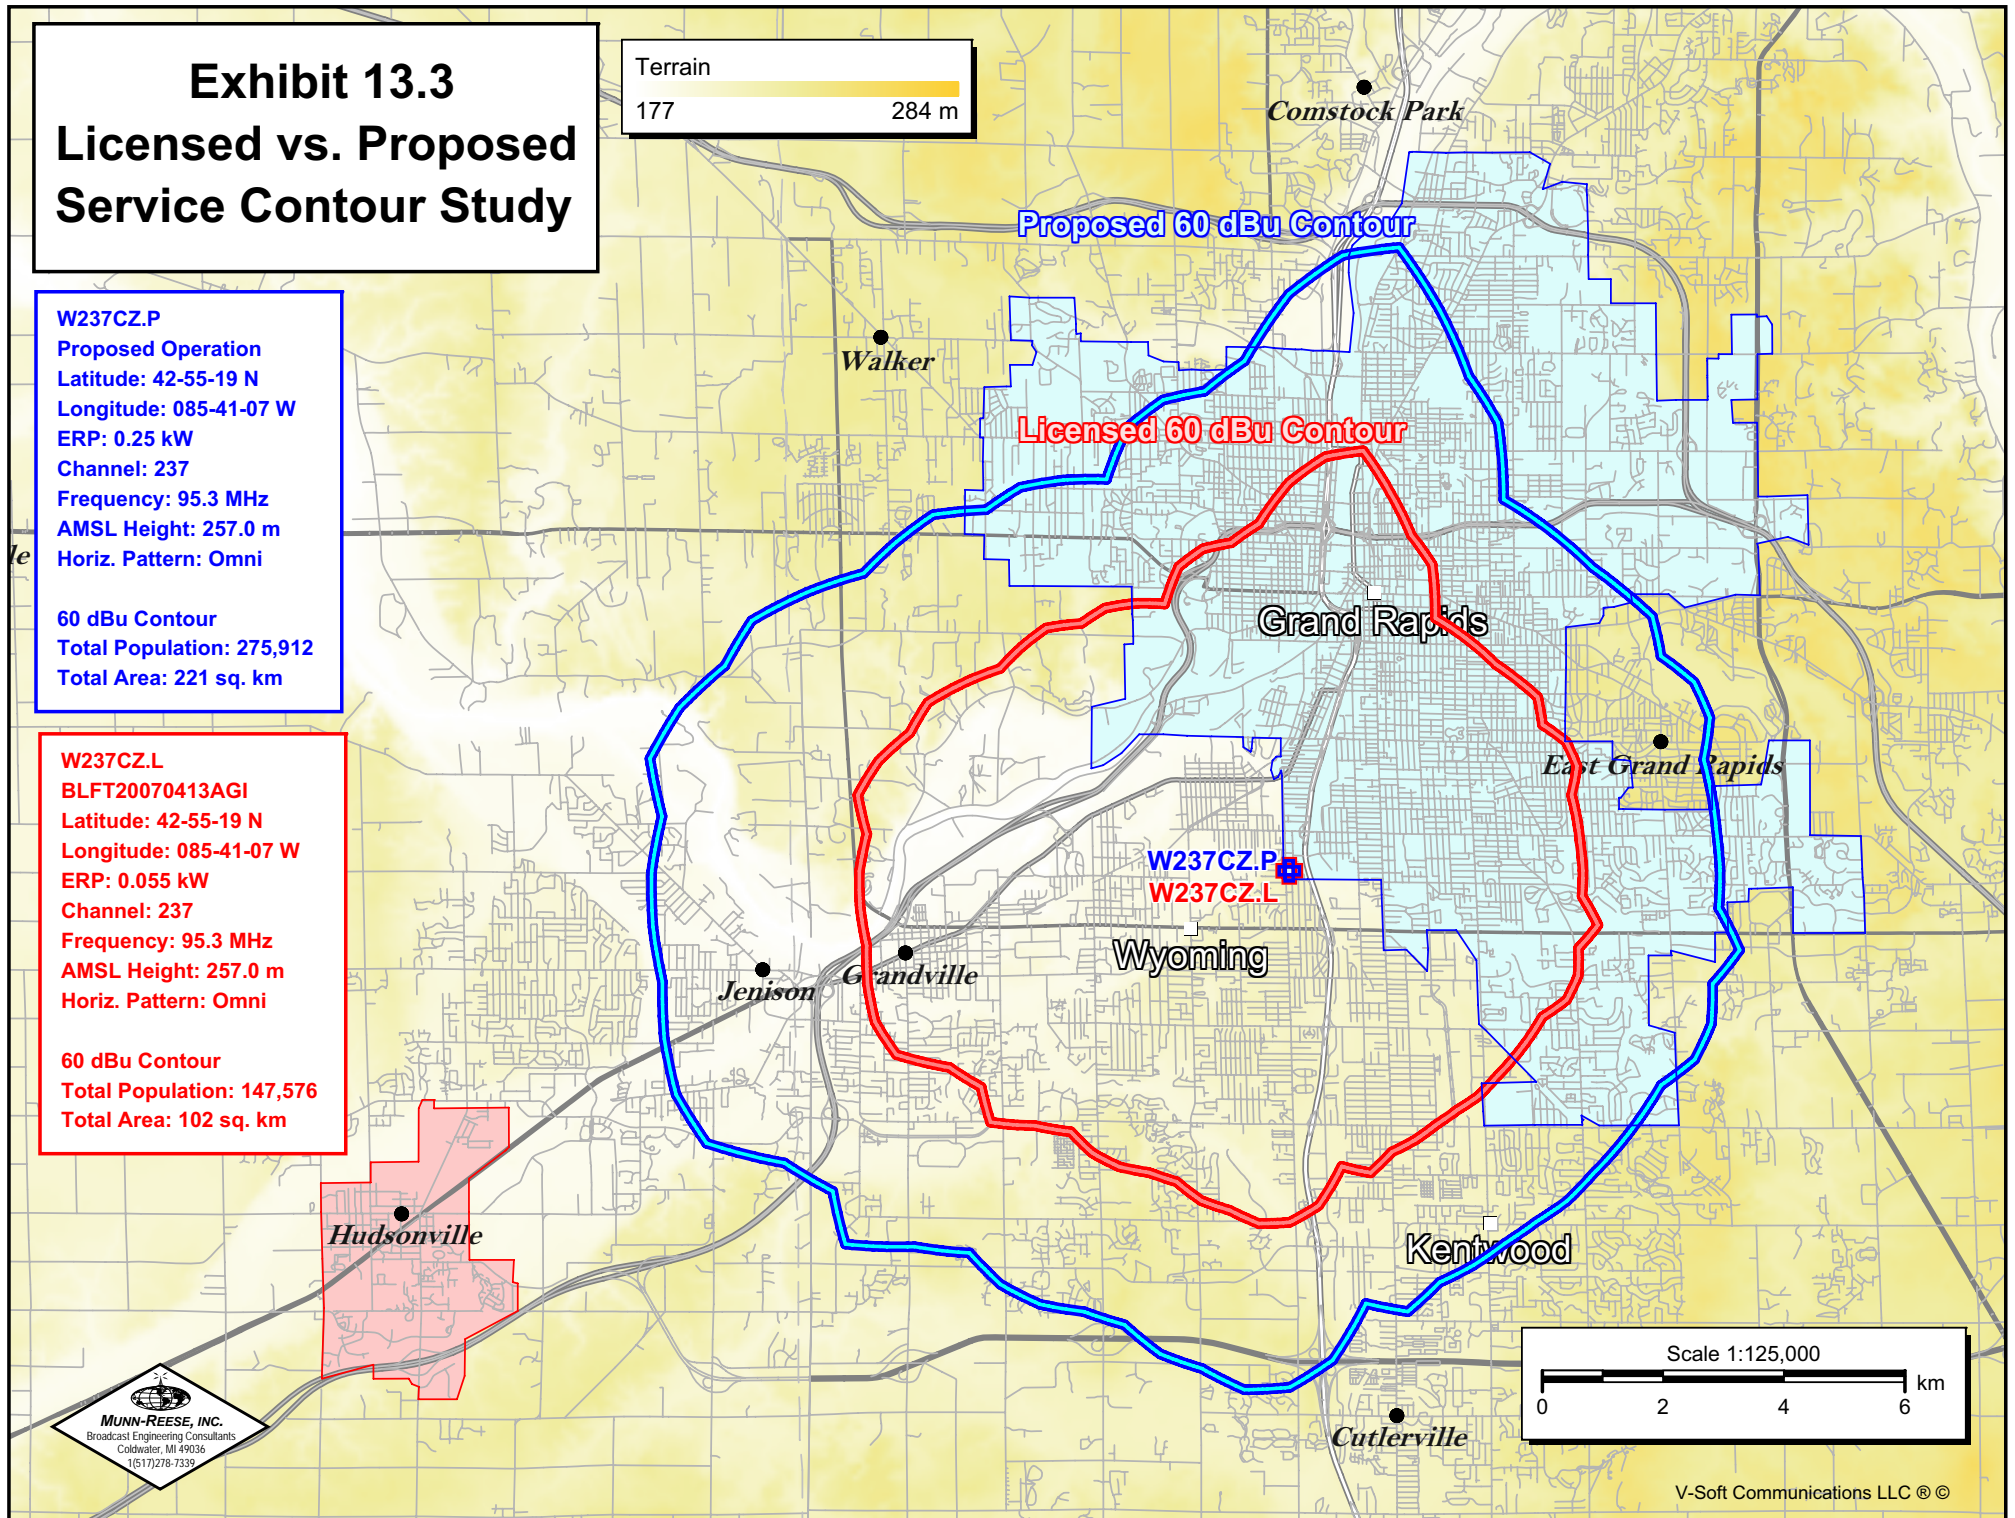 Exhibit 13.3
Licensed vs. Proposed
Service Contour Study
Terrain
177 284 m
Comstock Park
Proposed 60 dBu Contour
W237CZ.P
Proposed Operation
Latitude: 42-55-19 N
Longitude: 085-41-07 W
ERP: 0.25 kW
Channel: 237
Frequency: 95.3 MHz
AMSL Height: 257.0 m
Horiz. Pattern: Omni
60 dBu Contour
Total Population: 275,912
Total Area: 221 sq. km
Walker
Licensed 60 dBu Contour
le
Grand Rapids
East Grand Rapids
W237CZ.L
BLFT20070413AGI
Latitude: 42-55-19 N
Longitude: 085-41-07 W
ERP: 0.055 kW
Channel: 237
Frequency: 95.3 MHz
AMSL Height: 257.0 m
Horiz. Pattern: Omni
60 dBu Contour
Total Population: 147,576
Total Area: 102 sq. km
W237CZ.P
W237CZ.L
Wyoming
Grandville
Jenison
Hudsonville
Kentwood
Cutlerville
Scale 1:125,000
km
0 2 4 6
MUNN-REESE, INC.
Broadcast Engineering Consultants
Coldwater, MI 49036
1(517)278-7339
V-Soft Communications LLC ® ©